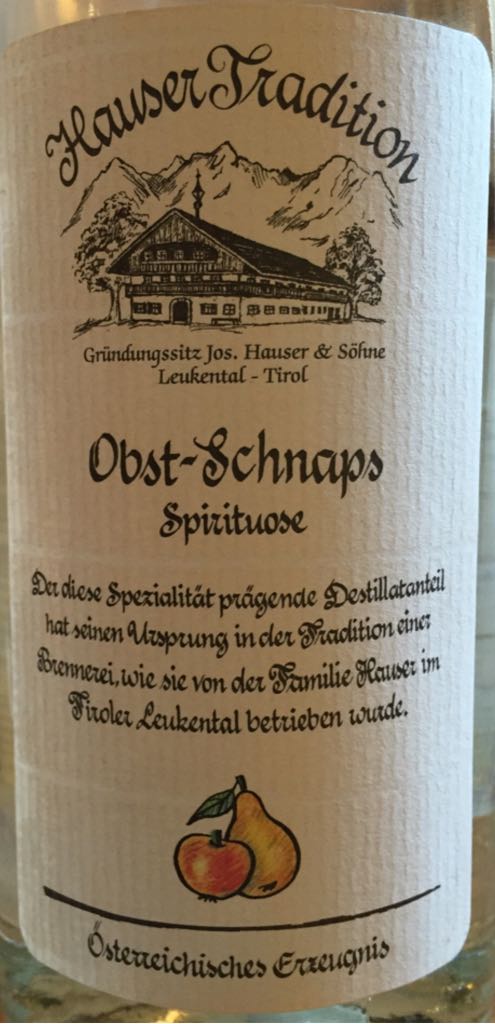 Hauser Tradition
Gründungssitz Jos. Hauser & Söhne
Leukental - Tirol
Obst-Schnaps
Spirituose
Der diese Spezialität prägende Destillatanteil
hat seinen Ursprung in der Tradition einer
Brennerei, wie sie von der Familie Hauser im
Tiroler Leukental betrieben wurde.
Österreichisches Erzeugnis